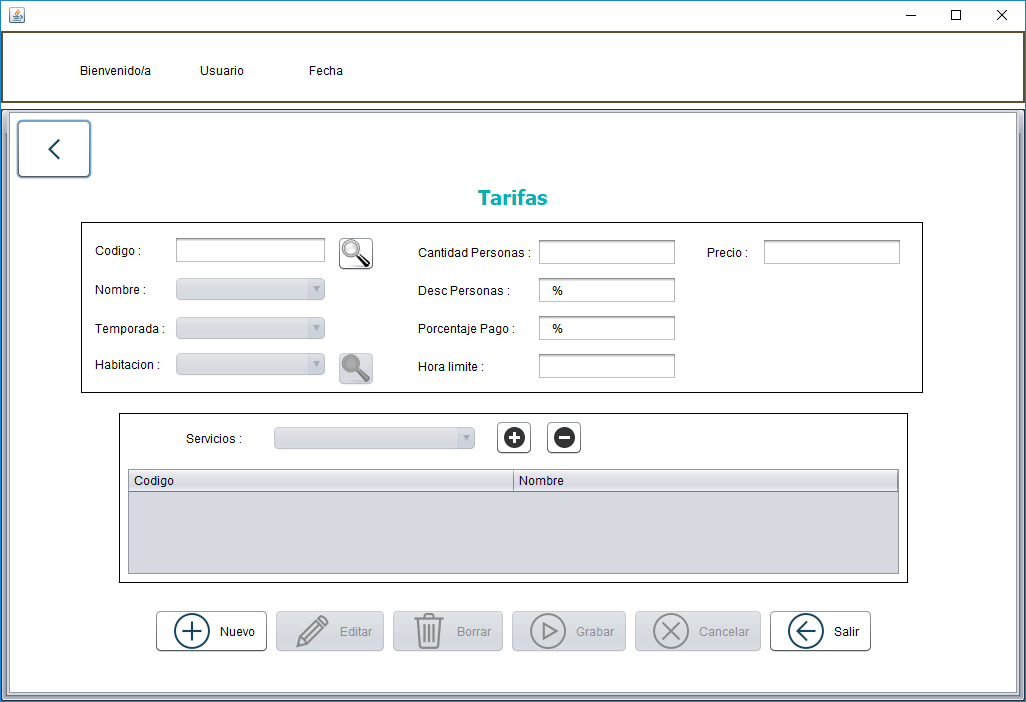 Bienvenido/a Usuario Fecha
Tarifas
Codigo : Cantidad Personas : Precio :
Nombre : Desc Personas : %
Temporada : Porcentaje Pago : %
Habitacion : Hora limite :
Servicios :
Codigo Nombre
Nuevo Editar Borrar Grabar Cancelar Salir